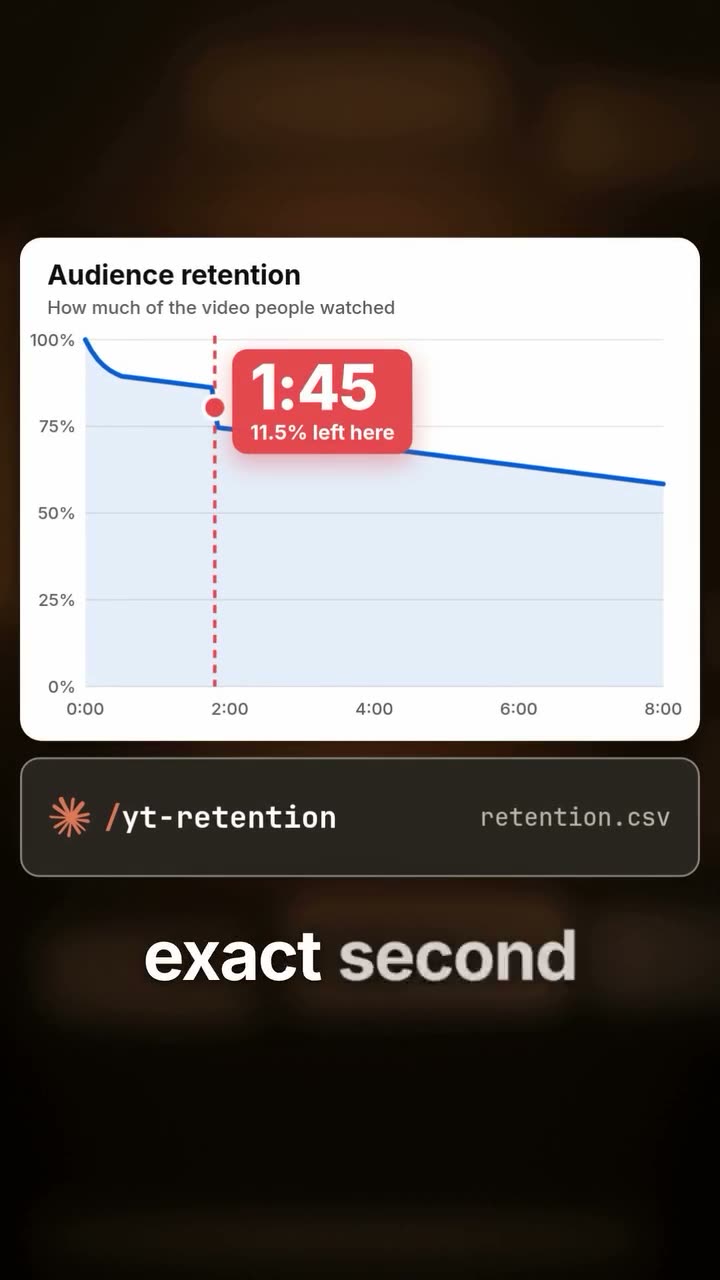 Audience retention
How much of the video people watched
100%
1:45
11.5% left here
75%
50%
25%
0%
0:00 2:00 4:00 6:00 8:00
/yt-retention retention.csv
exact second